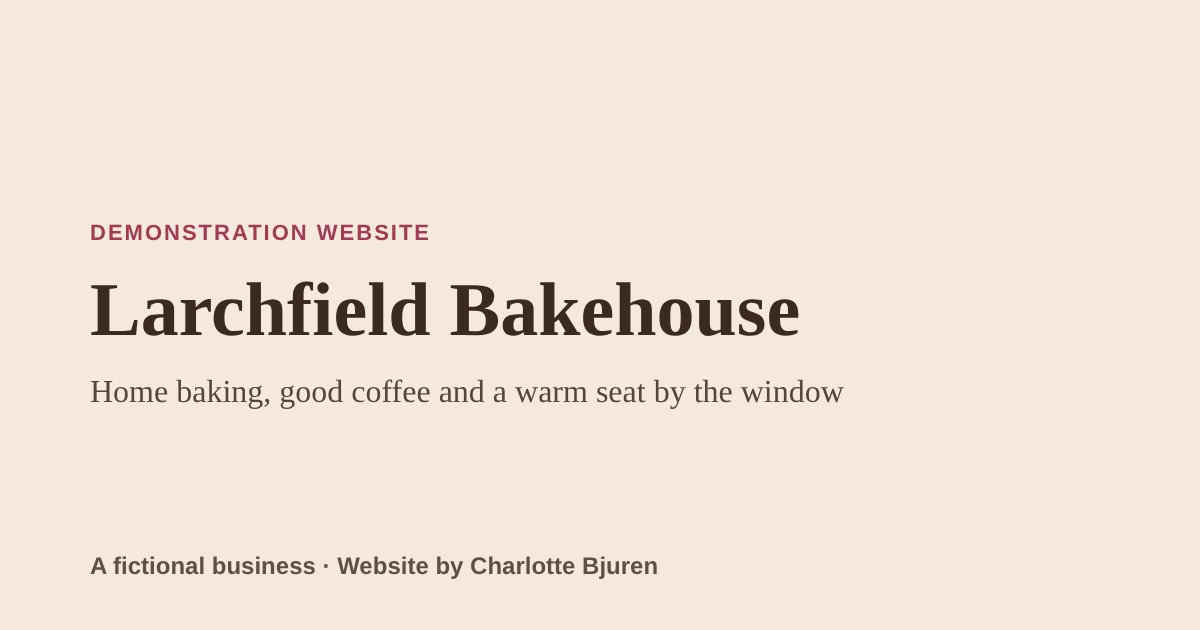 DEMONSTRATION WEBSITE
Larchfield Bakehouse
Home baking, good coffee and a warm seat by the window
A fictional business · Website by Charlotte Bjuren